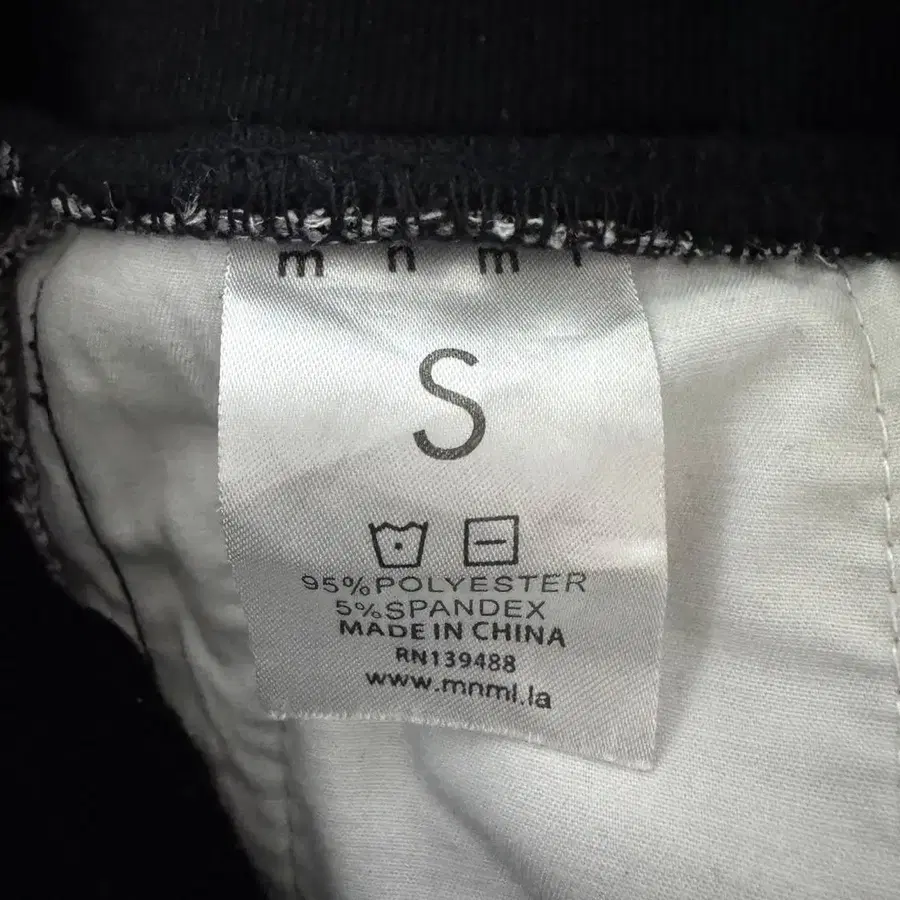 m n m l
S
95%POLYESTER
5%SPANDEX
MADE IN CHINA
RN139488
www.mnml.la